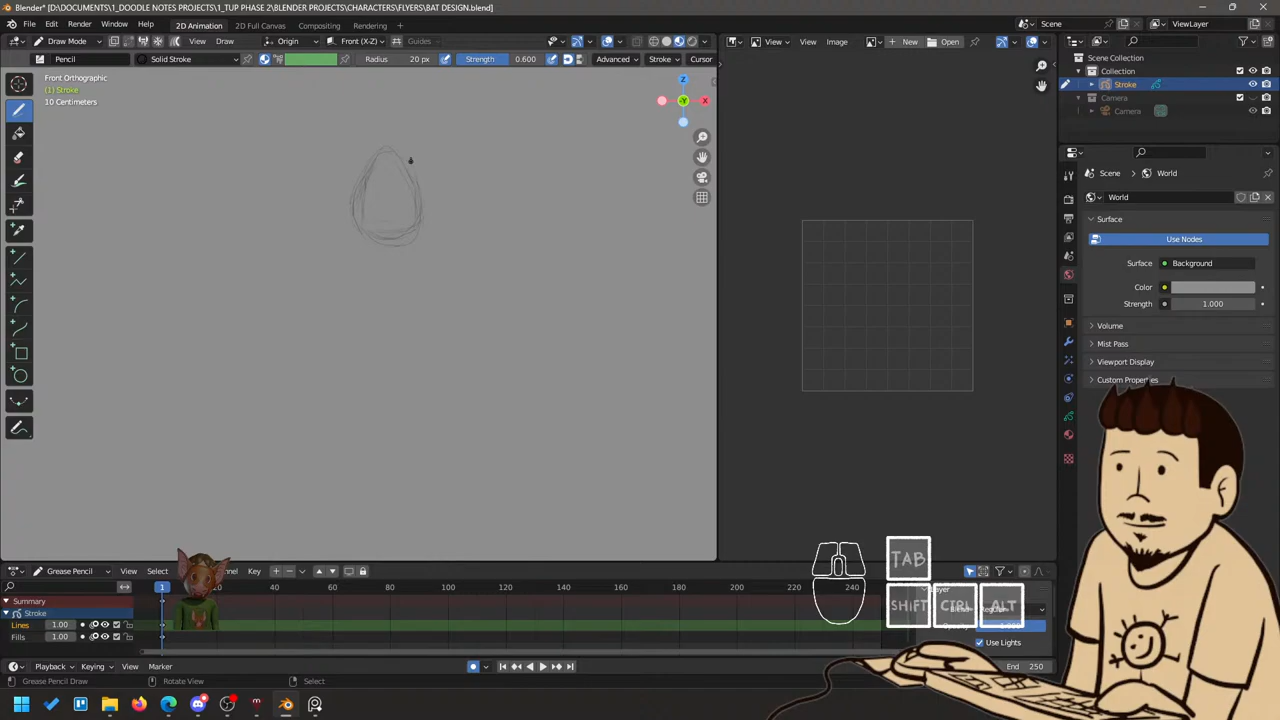 Blender* [D:\DOCUMENTS\1_DOODLE NOTES PROJECTS\1_TUP PHASE 2\BLENDER PROJECTS\CHARACTERS\FLYERS\BAT DESIGN.blend]
File Edit Render Window Help 2D Animation 2D Full Canvas Compositing Rendering Scene ViewLayer
Draw Mode View Draw Origin Front (X-Z) Guides View Image New Open
Pencil Solid Stroke Radius 20 px Strength 0.600 Advanced Stroke Cursor
Scene Collection
Collection
Stroke
Camera
Camera
Front Orthographic
(1) Stroke
10 Centimeters
Z
-Y
X
Scene World
World
Surface
Use Nodes
Surface Background
Color
Strength 1.000
Volume
Mist Pass
Viewport Display
Custom Properties
TAB
SHIFT CTRL ALT
Grease Pencil View Select Key
1 40 60 80 100 120 140 160 180 200 220 240
Summary
Stroke
Lines 1.00
Fills 1.00
Use Lights
Playback Keying View Marker End 250
Grease Pencil Draw Rotate View Select